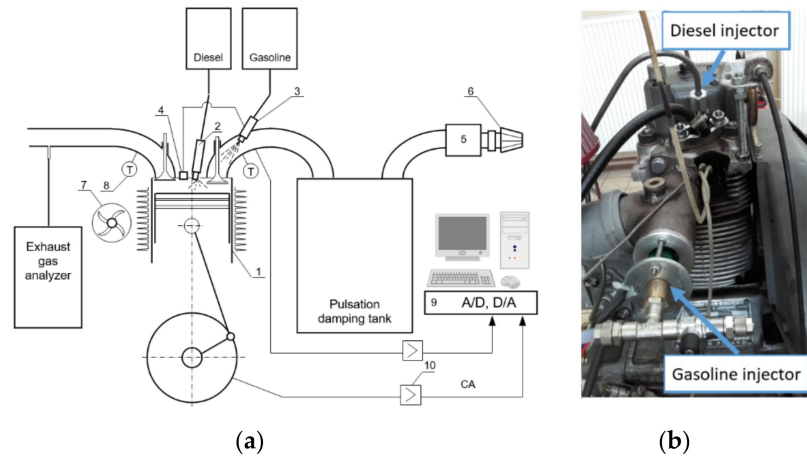 Diesel
Gasoline
4
2
3
6
5
T
T
8
7
1
Exhaust
gas
analyzer
Pulsation
damping tank
9
A/D, D/A
10
CA
(a)
Diesel injector
Gasoline injector
(b)